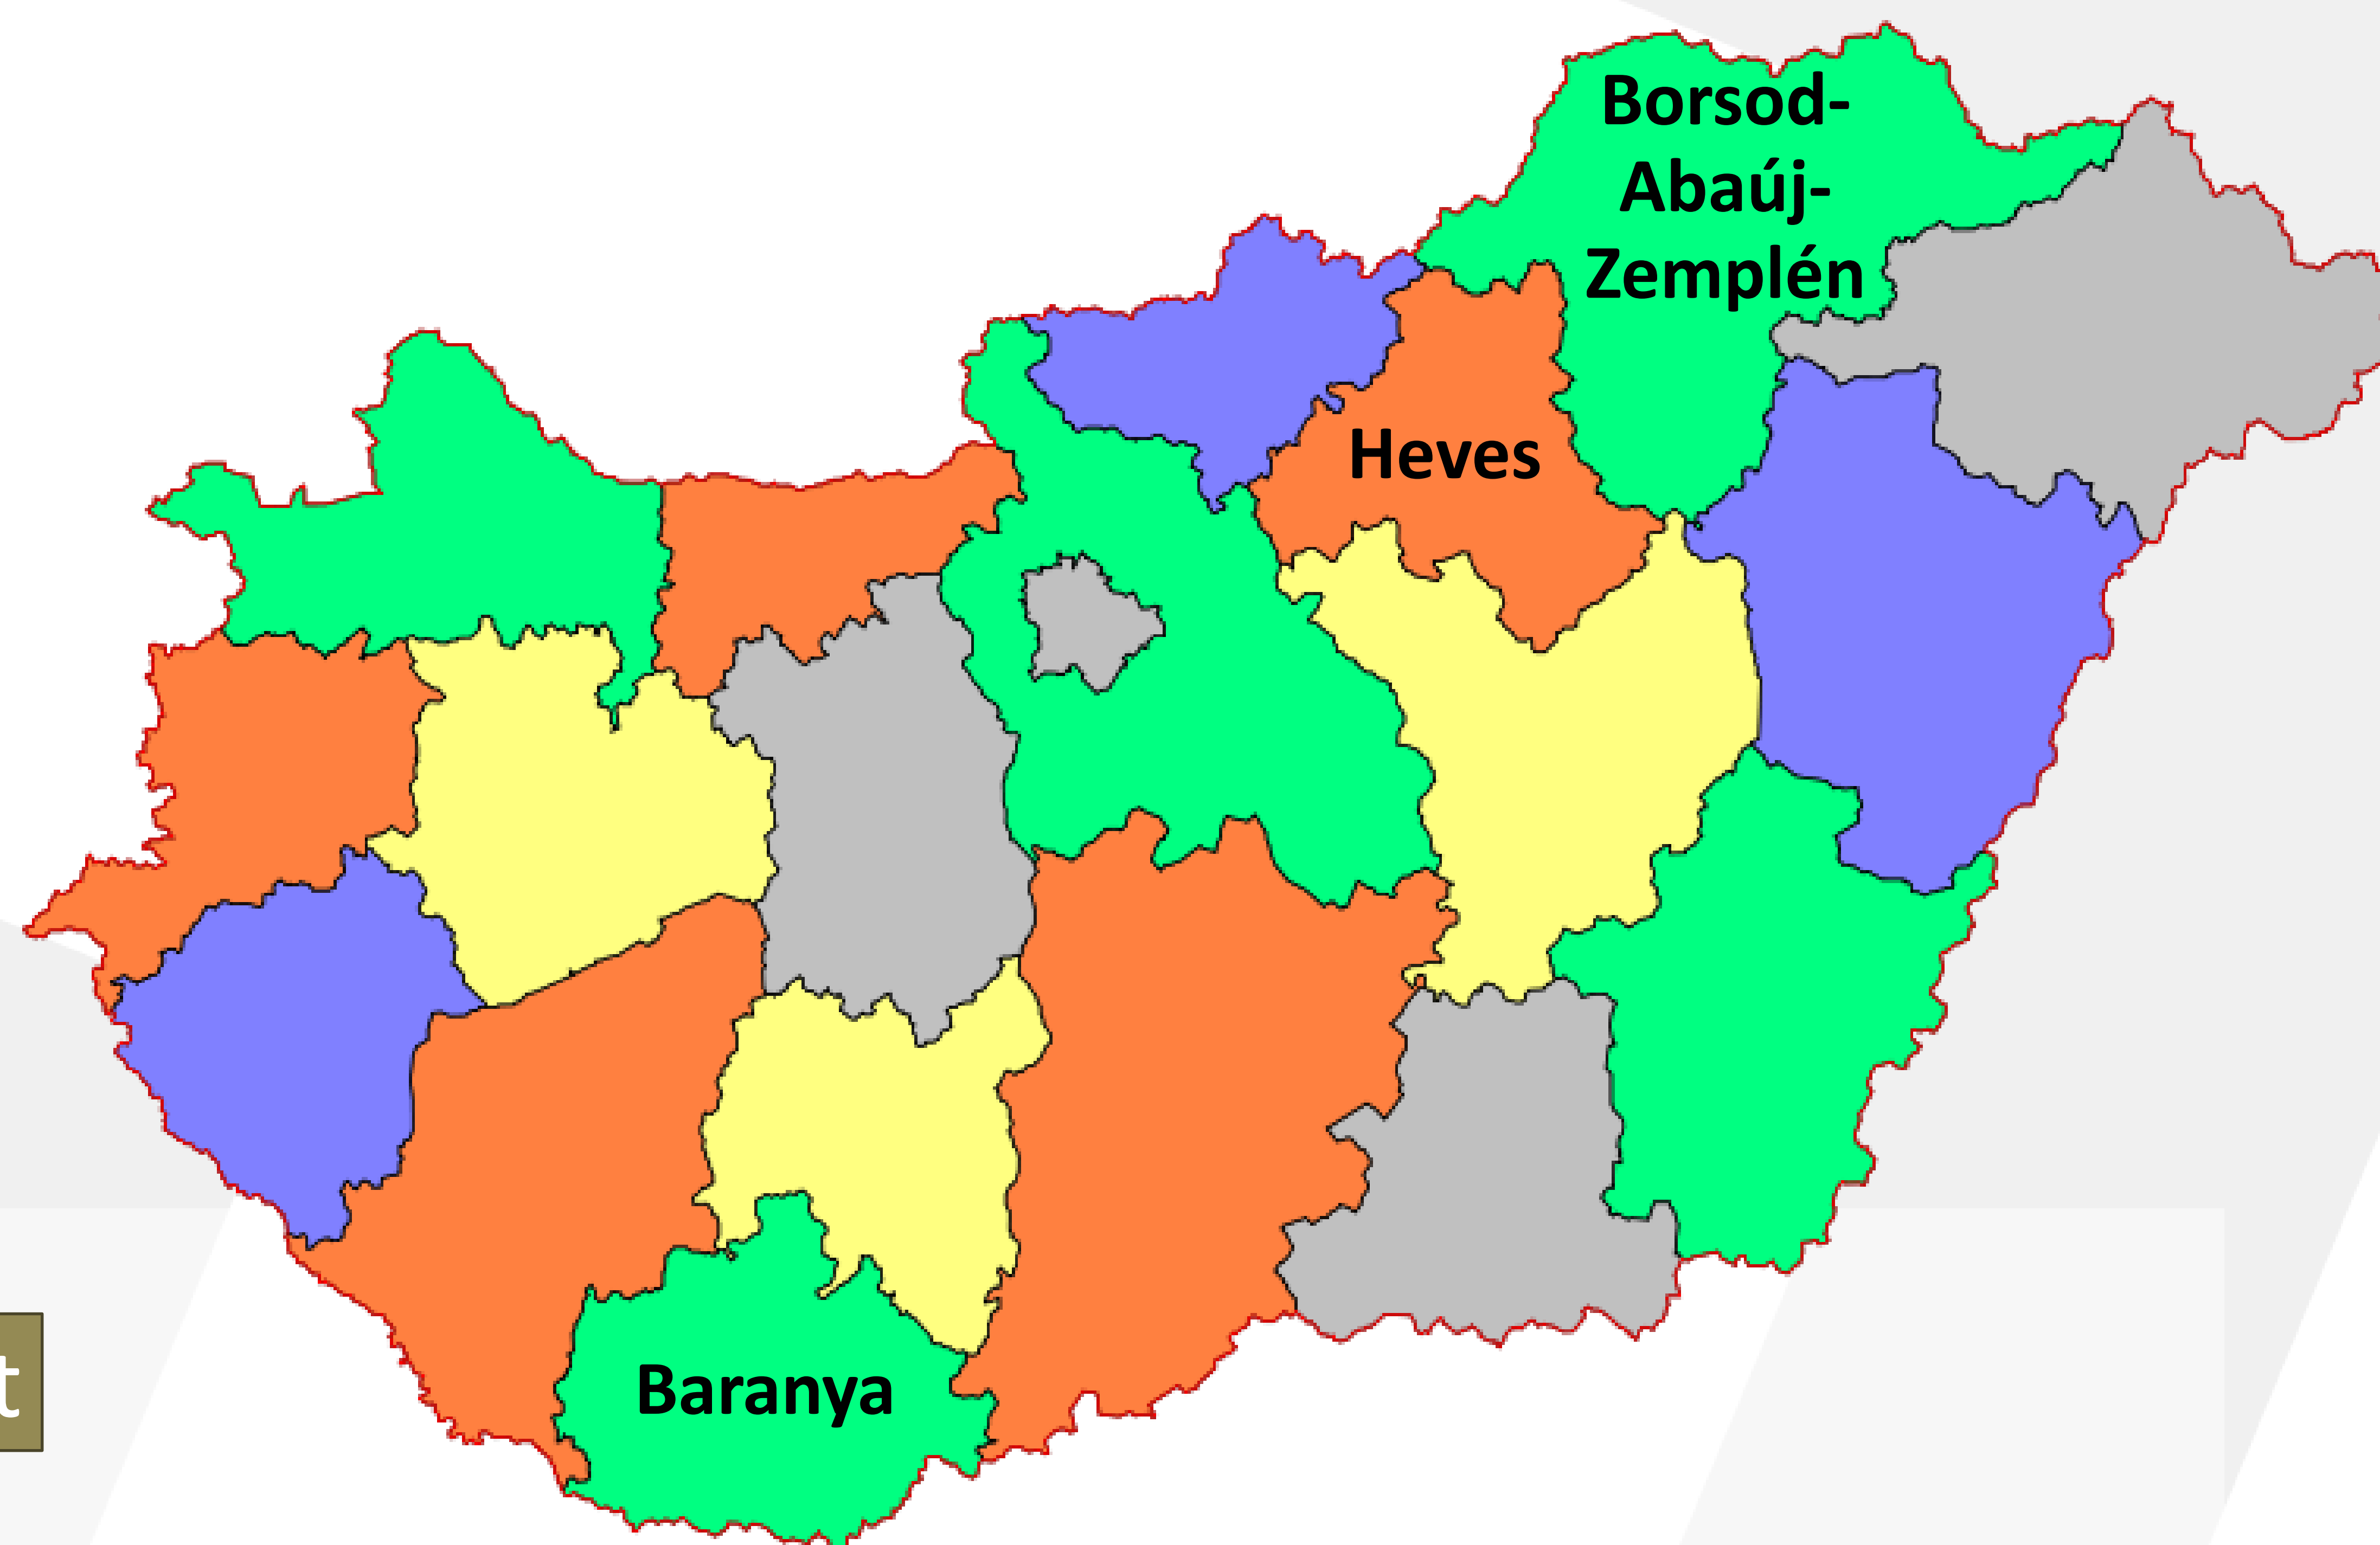 Borsod-
Abaúj-
Zemplén
Heves
Baranya
t